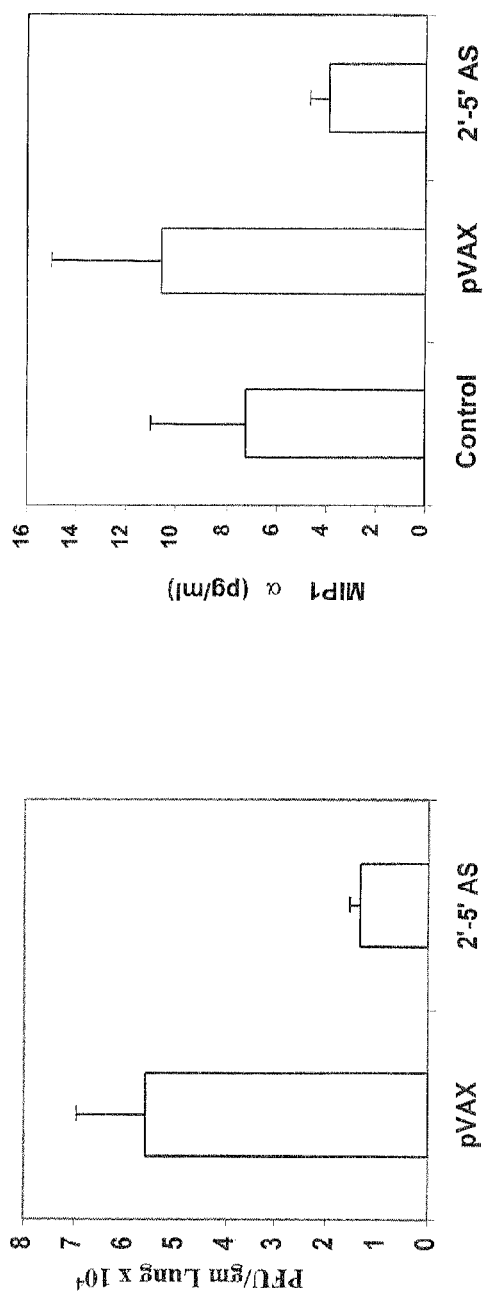 PFU/gm Lung x 10⁴
8
7
6
5
4
3
2
1
0
pVAX
2'-5' AS
MIP1 α (pg/ml)
16
14
12
10
8
6
4
2
0
Control
pVAX
2'-5' AS